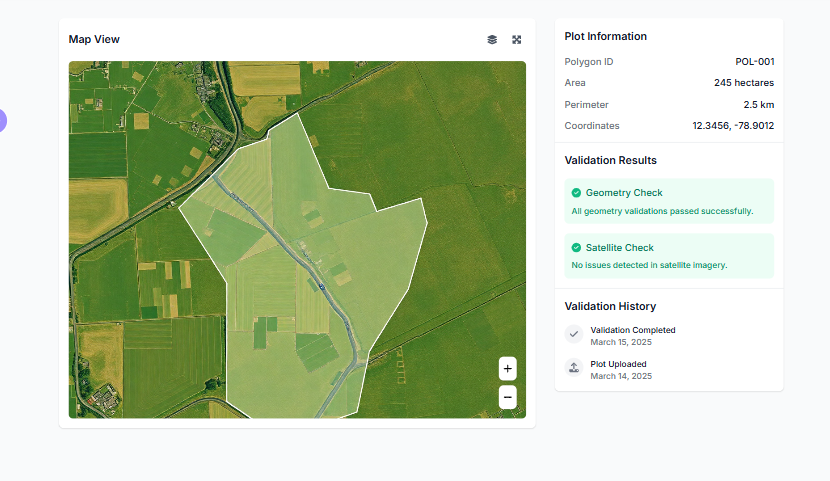 Map View
+
−
Plot Information
Polygon ID POL-001
Area 245 hectares
Perimeter 2.5 km
Coordinates 12.3456, -78.9012
Validation Results
Geometry Check
All geometry validations passed successfully.
Satellite Check
No issues detected in satellite imagery.
Validation History
Validation Completed
March 15, 2025
Plot Uploaded
March 14, 2025